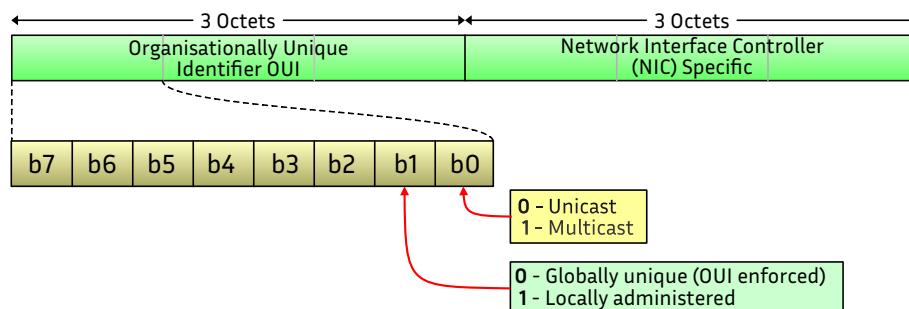 3 Octets 3 Octets
Organisationally Unique
Identifier OUI
Network Interface Controller
(NIC) Specific
b7 b6 b5 b4 b3 b2 b1 b0
0 - Unicast
1 - Multicast
0 - Globally unique (OUI enforced)
1 - Locally administered